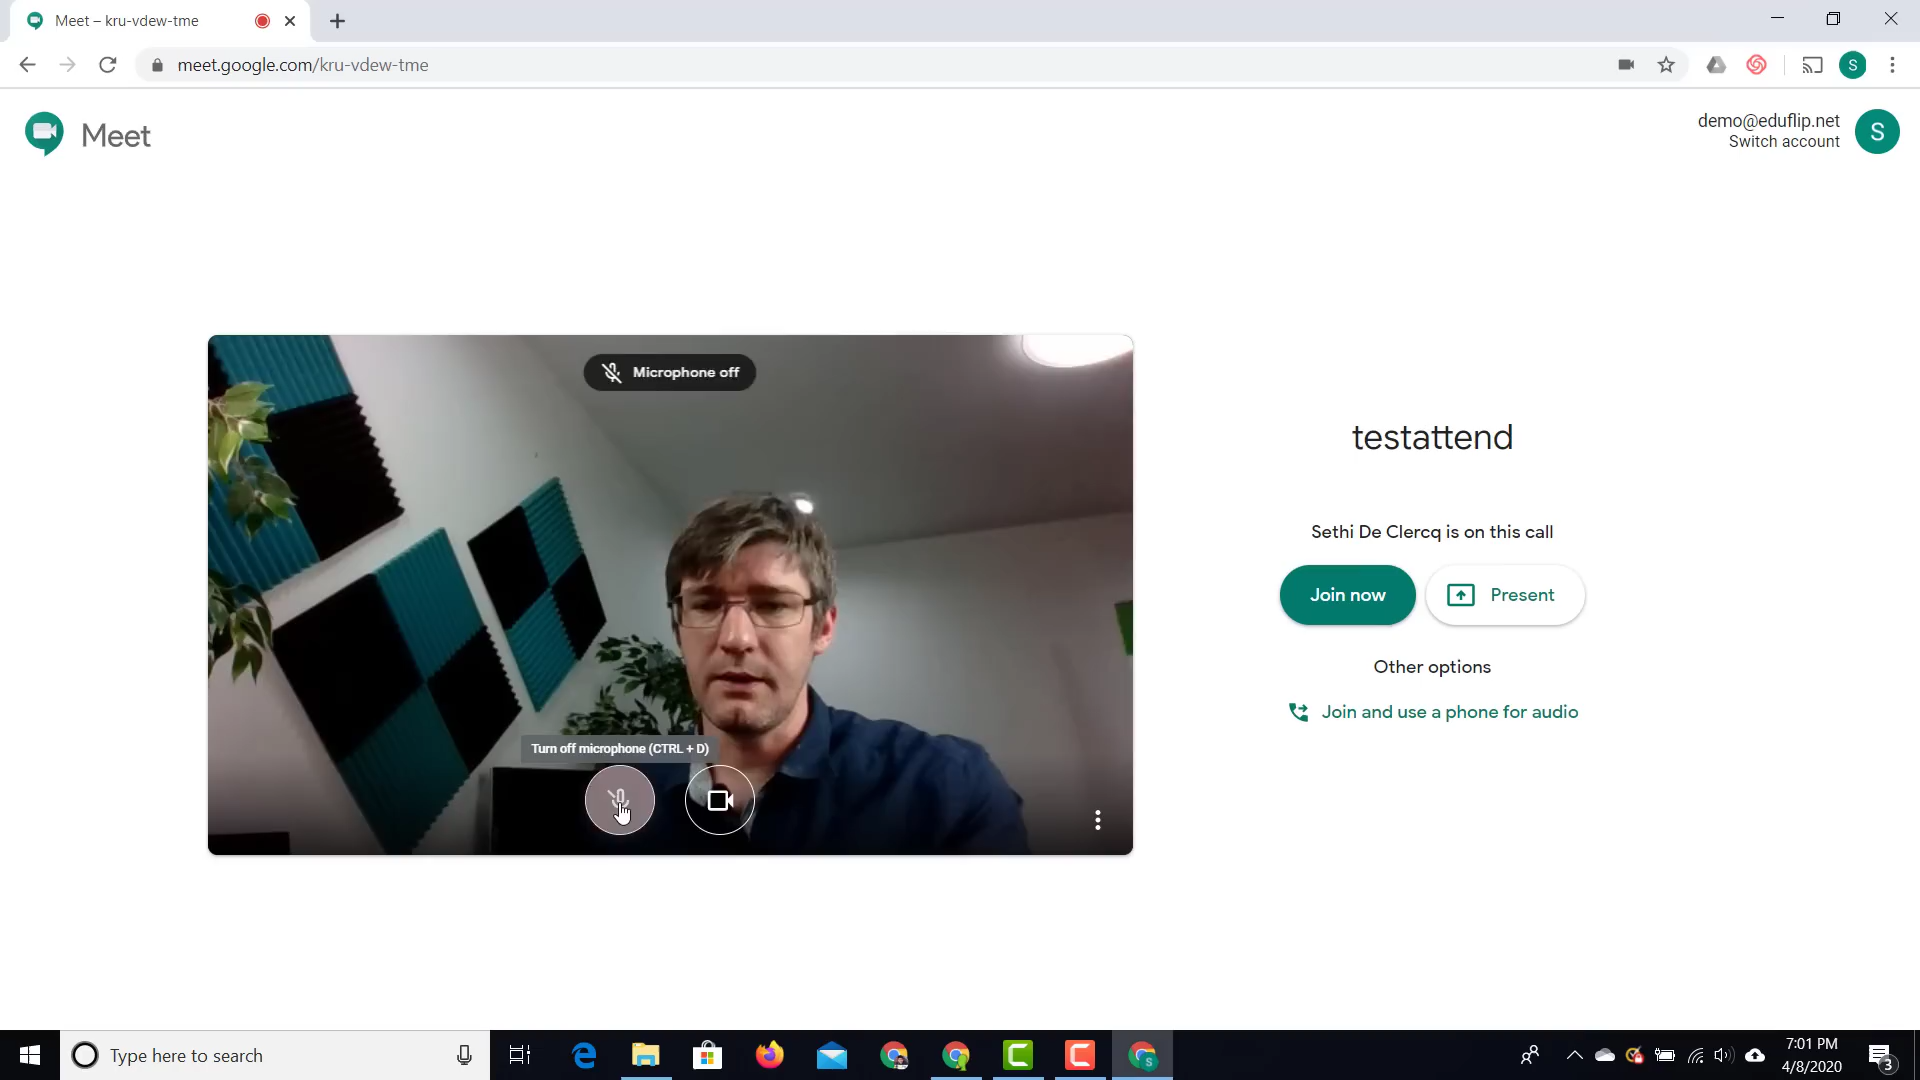 Meet – kru-vdew-tme
meet.google.com/kru-vdew-tme
S
Meet
demo@eduflip.net
Switch account
S
Microphone off
testattend
Sethi De Clercq is on this call
Join now
Present
Other options
Join and use a phone for audio
Turn off microphone (CTRL + D)
Type here to search
7:01 PM
4/8/2020
3